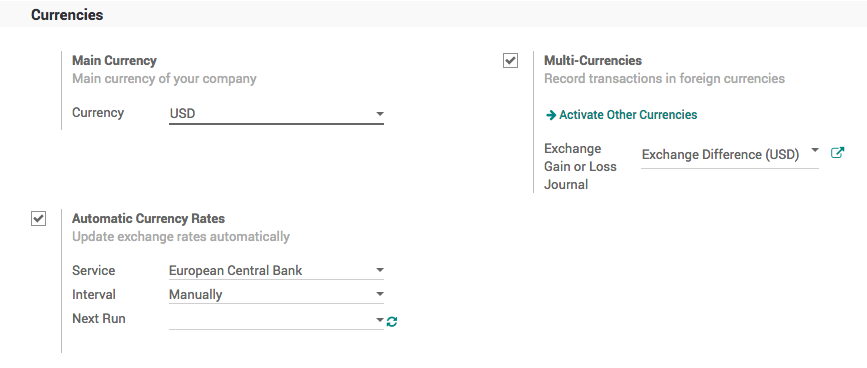 Currencies
Main Currency
Main currency of your company
Currency USD
Multi-Currencies
Record transactions in foreign currencies
Activate Other Currencies
Exchange
Gain or Loss
Journal
Exchange Difference (USD)
Automatic Currency Rates
Update exchange rates automatically
Service European Central Bank
Interval Manually
Next Run